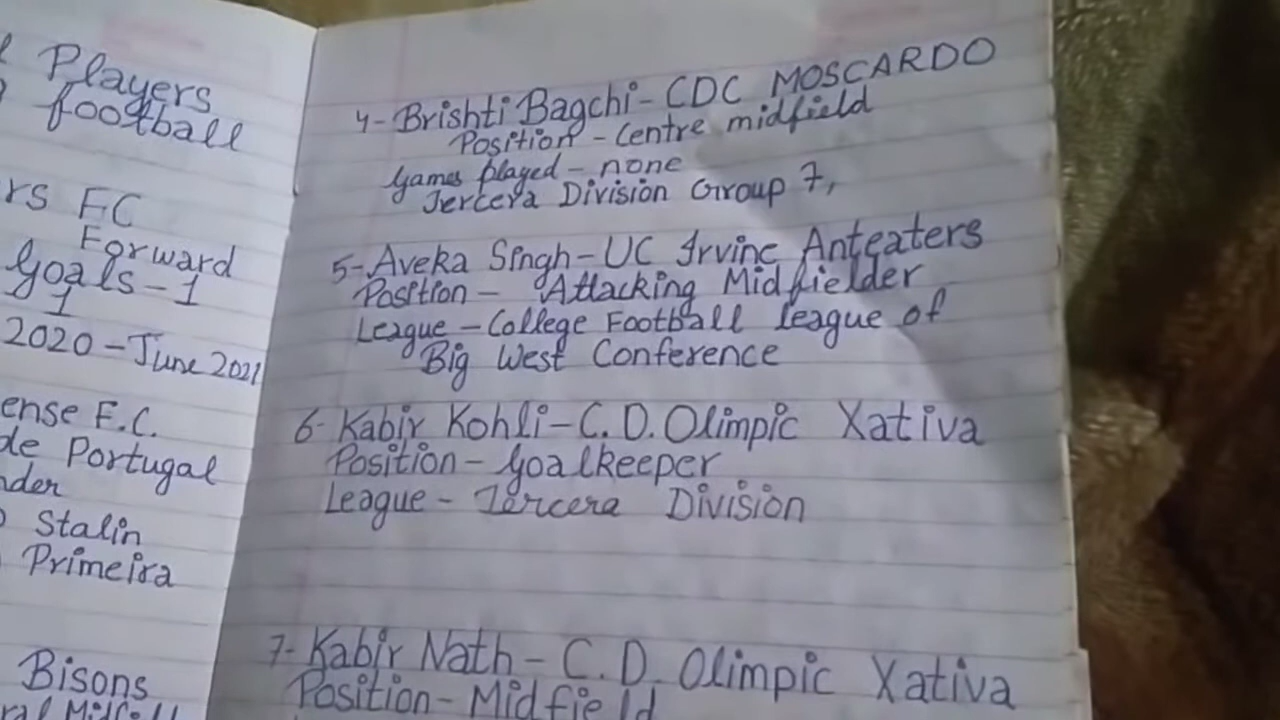 Players
football
FC
Forward
Goals-1
1
2020-June 2021
F.C.
de Portugal
Stalin
Primeira
Bisons
4- Brishti Bagchi- CDC MOSCARDO
Position - Centre midfield
Games played - none
Tercera Division Group 7,
5- Aveka Singh- UC Irvine Anteaters
Position - Attacking Midfielder
League - College Football league of
Big West Conference
6- Kabir Kohli- C. D. Olimpic Xativa
Position - Goalkeeper
League - Tercera Division
7- Kabir Nath - C. D. Olimpic Xativa
Position - Midfield